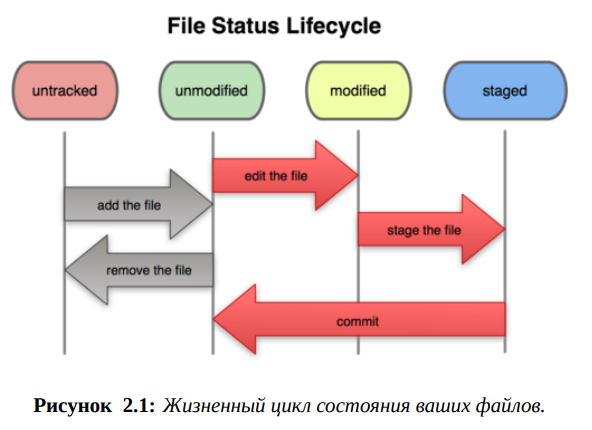 File Status Lifecycle
untracked
unmodified
modified
staged
edit the file
add the file
stage the file
remove the file
commit
Рисунок 2.1: Жизненный цикл состояния ваших файлов.